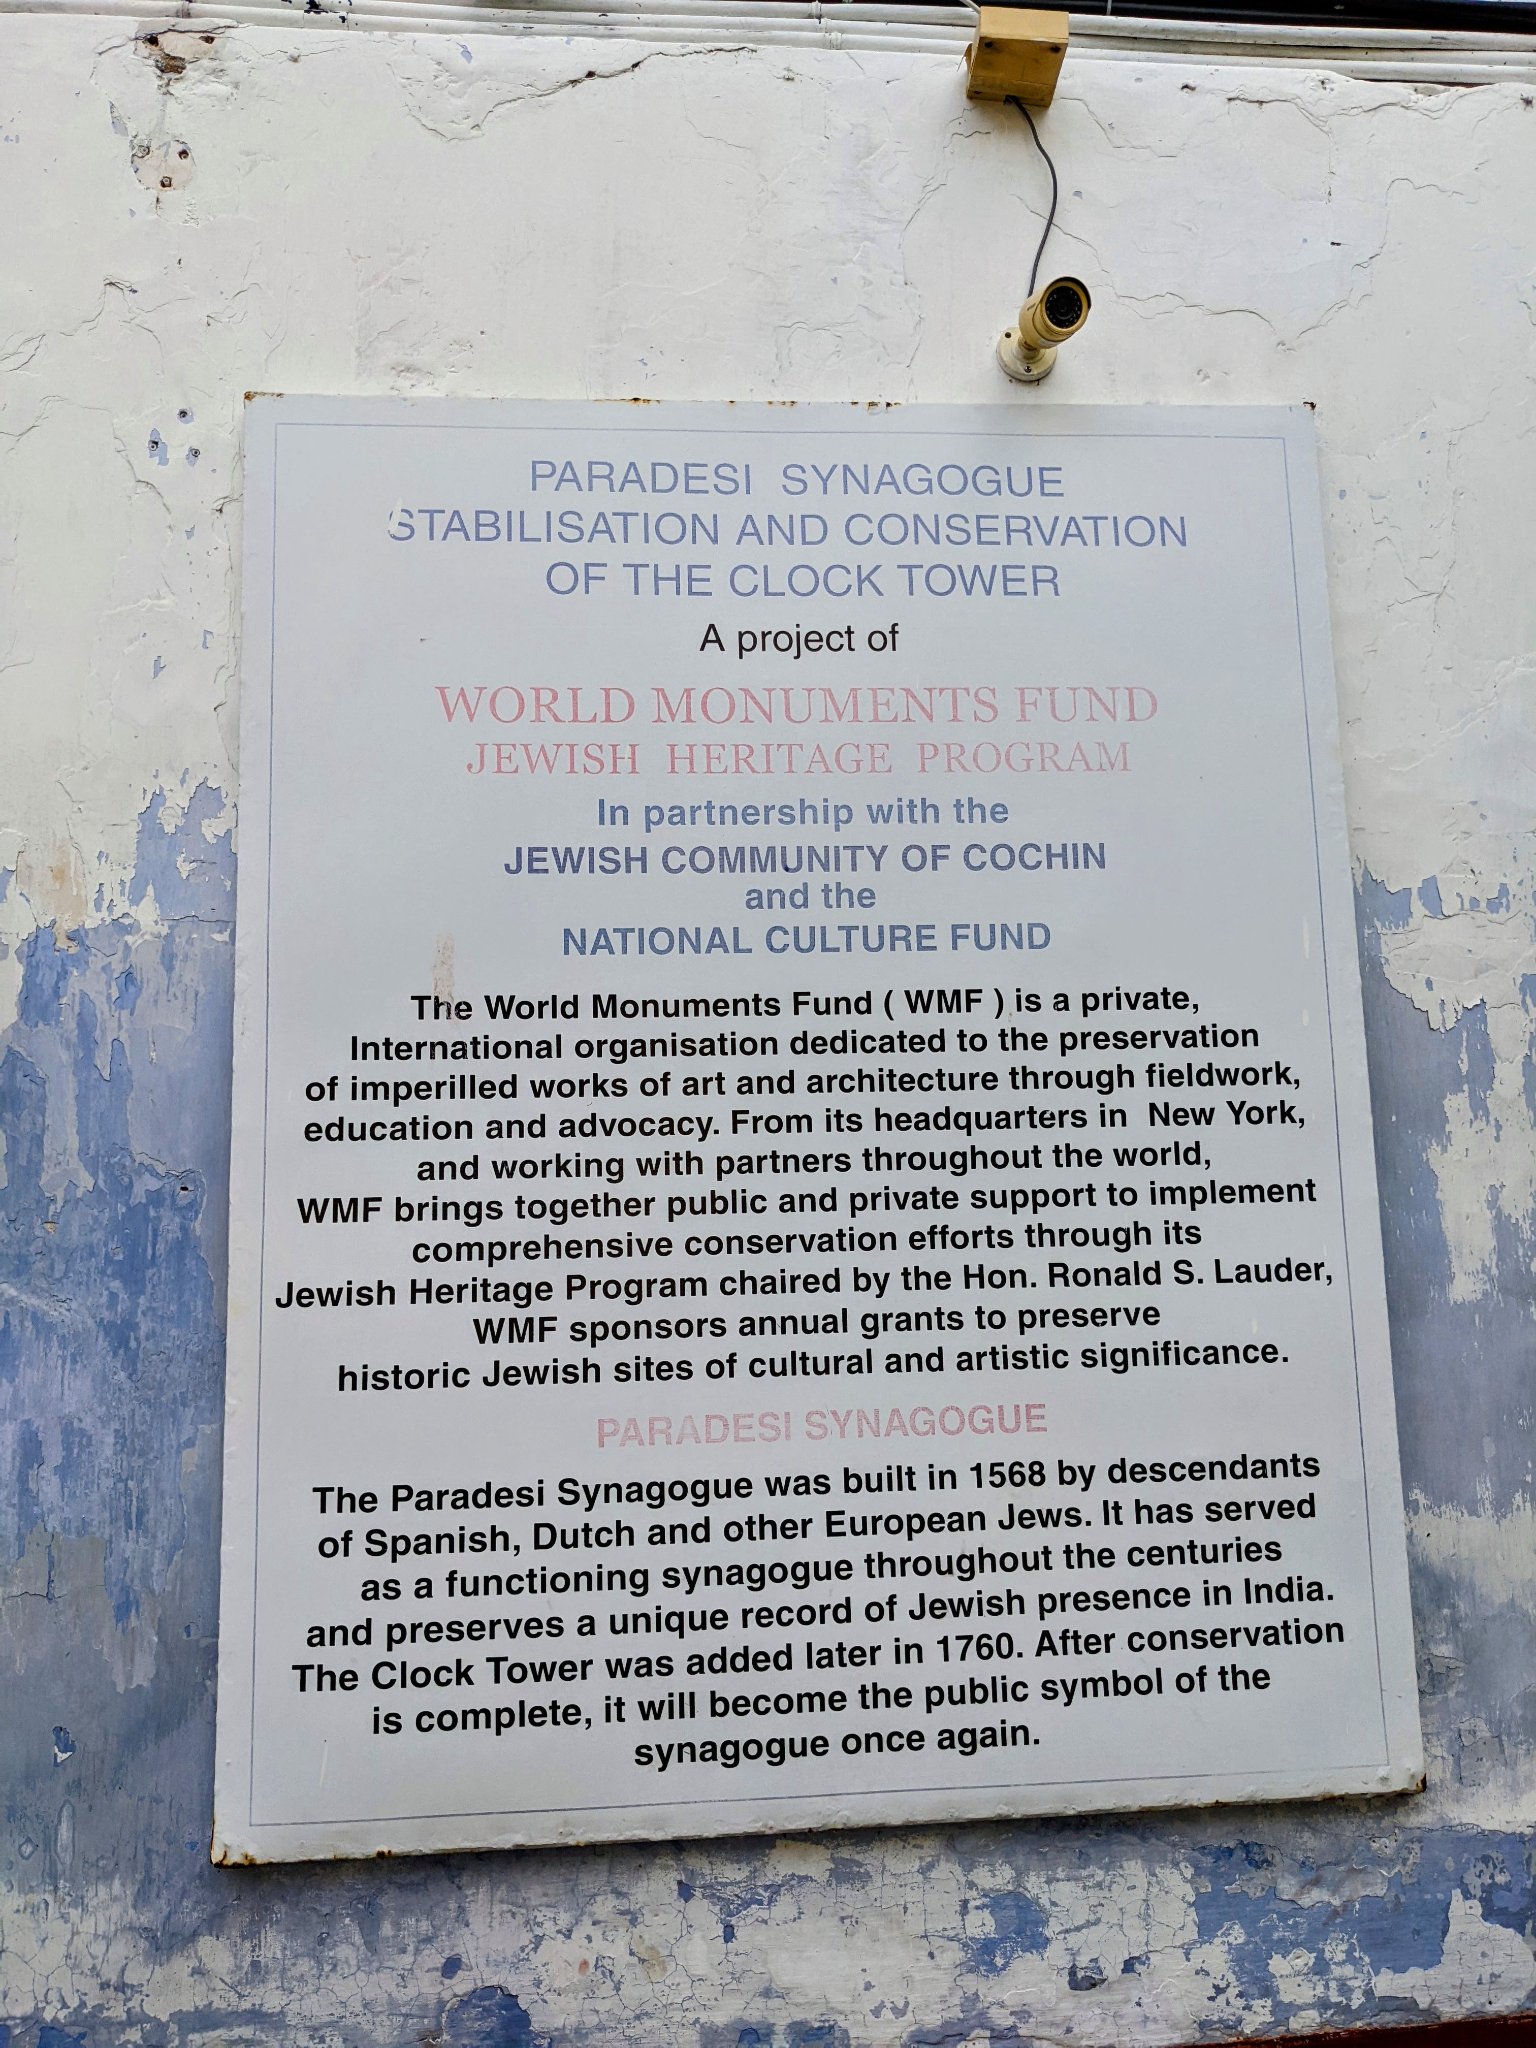 PARADESI SYNAGOGUE
STABILISATION AND CONSERVATION
OF THE CLOCK TOWER
A project of
WORLD MONUMENTS FUND
JEWISH HERITAGE PROGRAM
In partnership with the
JEWISH COMMUNITY OF COCHIN
and the
NATIONAL CULTURE FUND
The World Monuments Fund ( WMF ) is a private,
International organisation dedicated to the preservation
of imperilled works of art and architecture through fieldwork,
education and advocacy. From its headquarters in New York,
and working with partners throughout the world,
WMF brings together public and private support to implement
comprehensive conservation efforts through its
Jewish Heritage Program chaired by the Hon. Ronald S. Lauder,
WMF sponsors annual grants to preserve
historic Jewish sites of cultural and artistic significance.
PARADESI SYNAGOGUE
The Paradesi Synagogue was built in 1568 by descendants
of Spanish, Dutch and other European Jews. It has served
as a functioning synagogue throughout the centuries
and preserves a unique record of Jewish presence in India.
The Clock Tower was added later in 1760. After conservation
is complete, it will become the public symbol of the
synagogue once again.